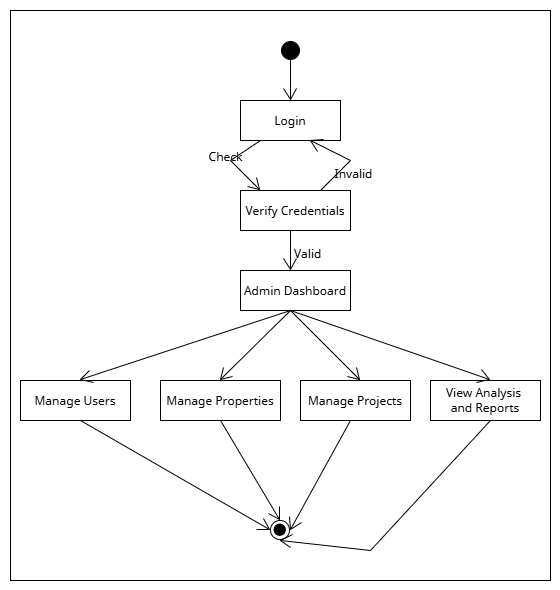 Login
Check
Invalid
Verify Credentials
Valid
Admin Dashboard
Manage Users
Manage Properties
Manage Projects
View Analysis
and Reports